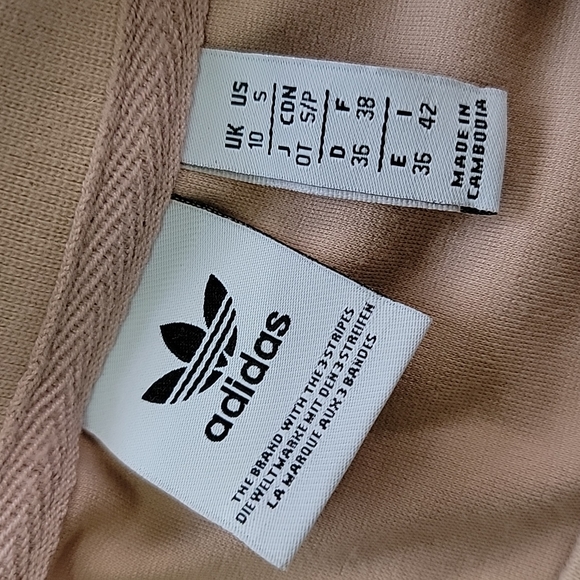 UK US
10 S
J CDN
OT S/P
D F
36 38
E I
36 42
MADE IN
CAMBODIA
adidas
THE BRAND WITH THE 3 STRIPES
DIE WELTMARKE MIT DEN 3 STREIFEN
LA MARQUE AUX 3 BANDES